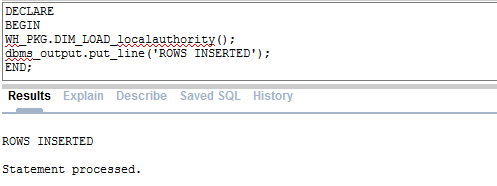 DECLARE
BEGIN
WH_PKG.DIM_LOAD_localauthority();
dbms_output.put_line('ROWS INSERTED');
END;
Results Explain Describe Saved SQL History
ROWS INSERTED
Statement processed.